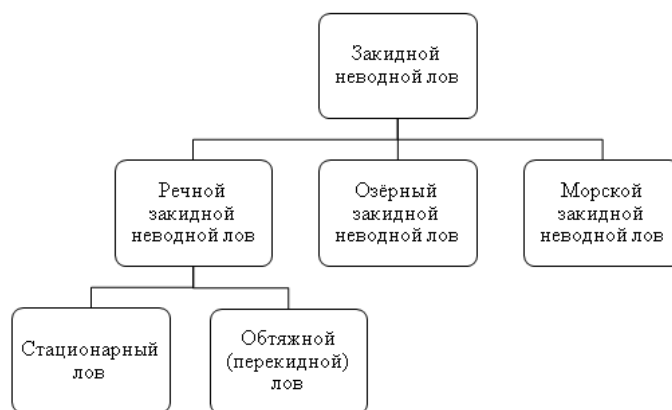 Закидной
неводной лов
Речной
закидной
неводной лов
Озёрный
закидной
неводной лов
Морской
закидной
неводной лов
Стационарный
лов
Обтяжной
(перекидной)
лов